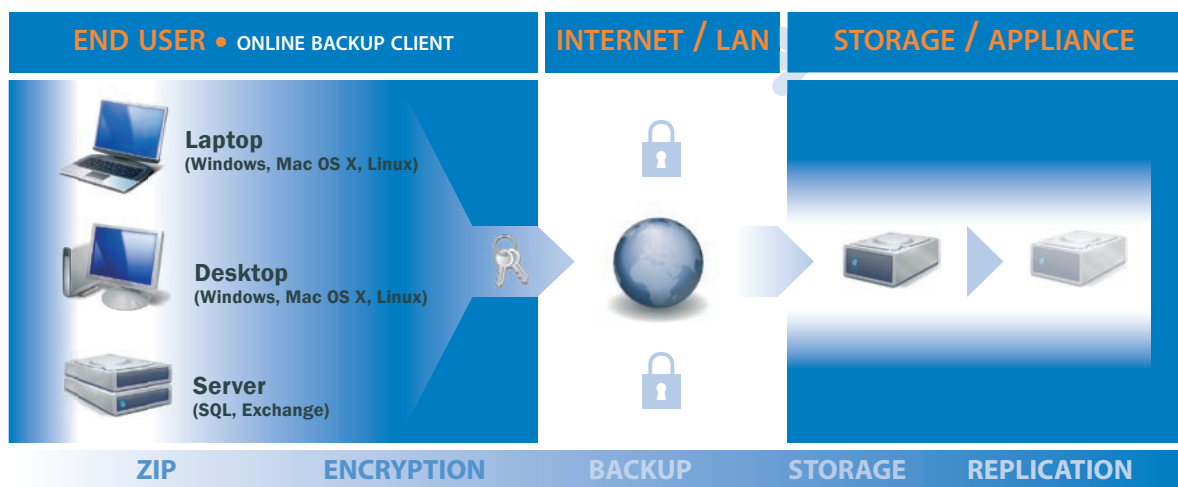 END USER • ONLINE BACKUP CLIENT
INTERNET / LAN
STORAGE / APPLIANCE
Laptop
(Windows, Mac OS X, Linux)
Desktop
(Windows, Mac OS X, Linux)
Server
(SQL, Exchange)
ZIP
ENCRYPTION
BACKUP
STORAGE
REPLICATION